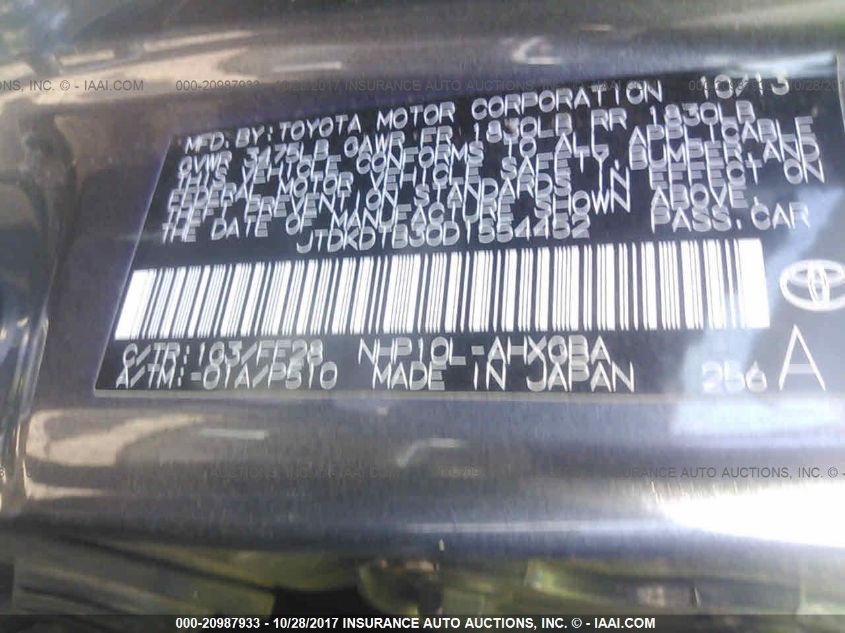 MFD. BY: TOYOTA MOTOR CORPORATION 10/13
GVWR 3475LB GAWR FR 1830LB RR 1830LB
THIS VEHICLE CONFORMS TO ALL APPLICABLE
FEDERAL MOTOR VEHICLE SAFETY, BUMPER, AND
THEFT PREVENTION STANDARDS IN EFFECT ON
THE DATE OF MANUFACTURE SHOWN ABOVE.
JTDKDTB30D1554452 PASS. CAR
C/TR: 1G3/FF28 NHP10L-AHXGBA
A/TM: -01A/P510 MADE IN JAPAN 256 A
000-20987933 - 10/28/2017 INSURANCE AUTO AUCTIONS, INC. - © IAAI.COM